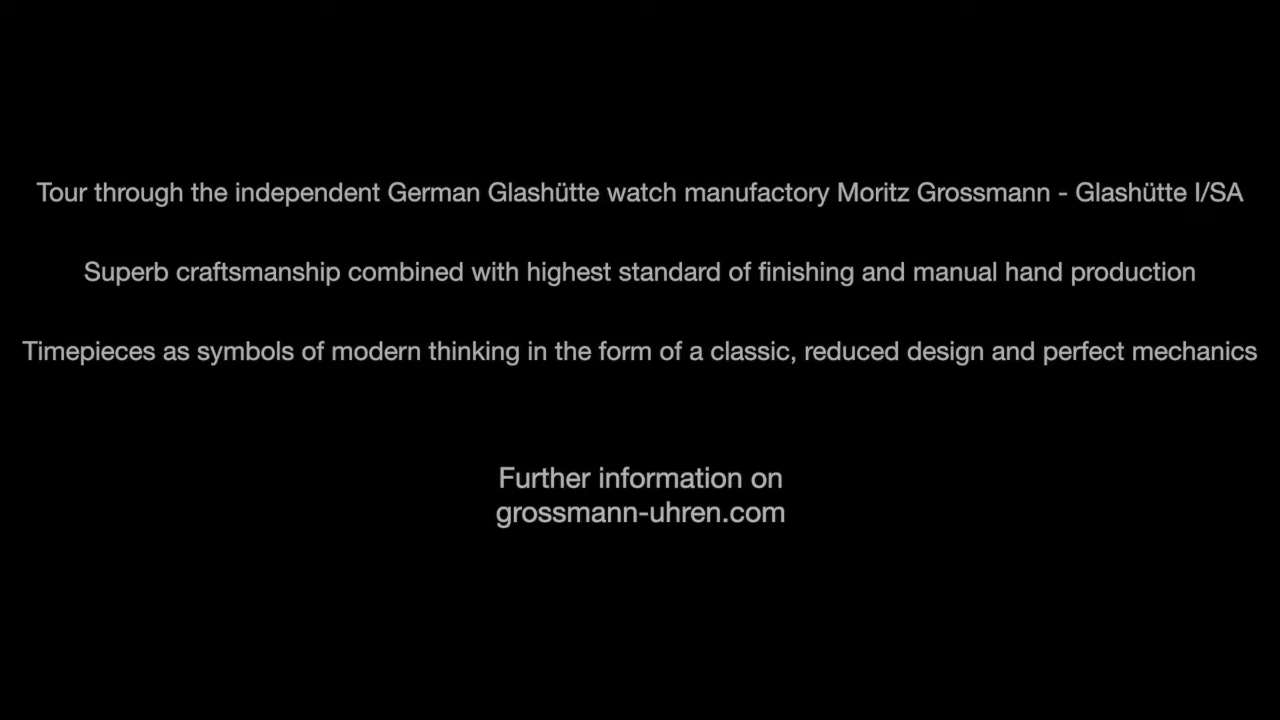 Tour through the independent German Glashütte watch manufactory Moritz Grossmann - Glashütte I/SA
Superb craftsmanship combined with highest standard of finishing and manual hand production
Timepieces as symbols of modern thinking in the form of a classic, reduced design and perfect mechanics
Further information on
grossmann-uhren.com